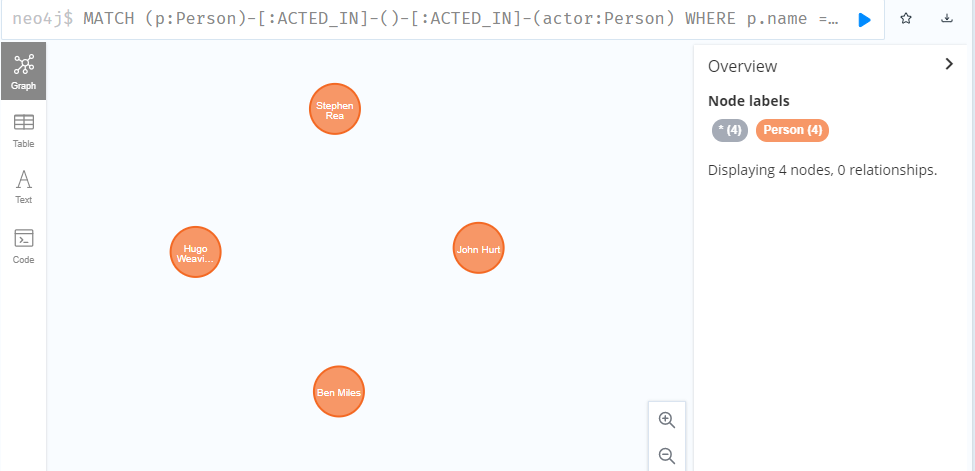 neo4j$ MATCH (p:Person)-[:ACTED_IN]-()-[:ACTED_IN]-(actor:Person) WHERE p.name =…
Graph
Table
Text
Code
Stephen
Rea
Hugo
Weavi...
John Hurt
Ben Miles
Overview
Node labels
* (4) Person (4)
Displaying 4 nodes, 0 relationships.